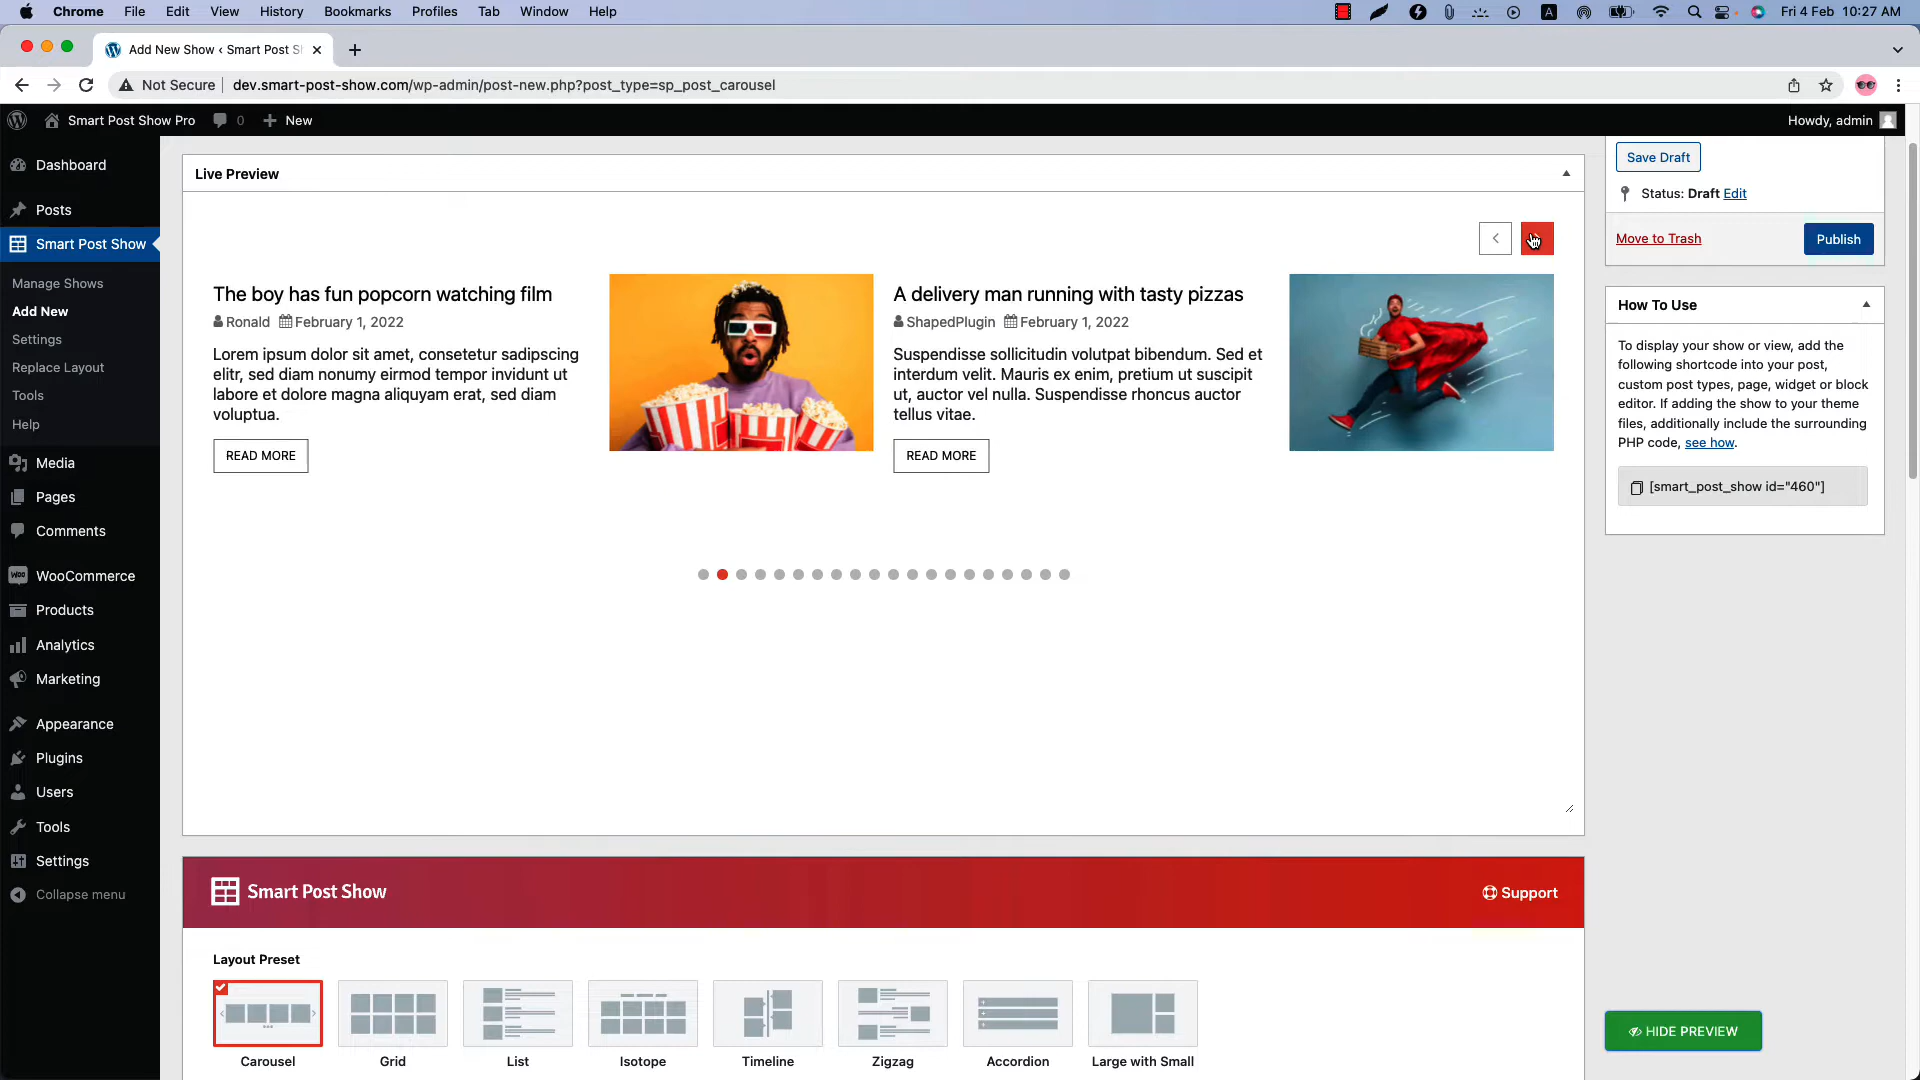 Chrome File Edit View History Bookmarks Profiles Tab Window Help
A
Fri 4 Feb 10:27 AM
Add New Show ‹ Smart Post S
Not Secure dev.smart-post-show.com/wp-admin/post-new.php?post_type=sp_post_carousel
Smart Post Show Pro 0 New
Howdy, admin
Dashboard
Posts
Smart Post Show
Manage Shows
Add New
Settings
Replace Layout
Tools
Help
Media
Pages
Comments
Woo WooCommerce
Products
Analytics
Marketing
Appearance
Plugins
Users
Tools
Settings
Collapse menu
Live Preview
The boy has fun popcorn watching film
Ronald February 1, 2022
Lorem ipsum dolor sit amet, consetetur sadipscing
elitr, sed diam nonumy eirmod tempor invidunt ut
labore et dolore magna aliquyam erat, sed diam
voluptua.
READ MORE
A delivery man running with tasty pizzas
ShapedPlugin February 1, 2022
Suspendisse sollicitudin volutpat bibendum. Sed et
interdum velit. Mauris ex enim, pretium ut suscipit
ut, auctor vel nulla. Suspendisse rhoncus auctor
tellus vitae.
READ MORE
Smart Post Show
Support
Layout Preset
Carousel
Grid
List
Isotope
Timeline
Zigzag
Accordion
Large with Small
Save Draft
Status: Draft Edit
Move to Trash
Publish
How To Use
To display your show or view, add the
following shortcode into your post,
custom post types, page, widget or block
editor. If adding the show to your theme
files, additionally include the surrounding
PHP code, see how.
[smart_post_show id="460"]
HIDE PREVIEW